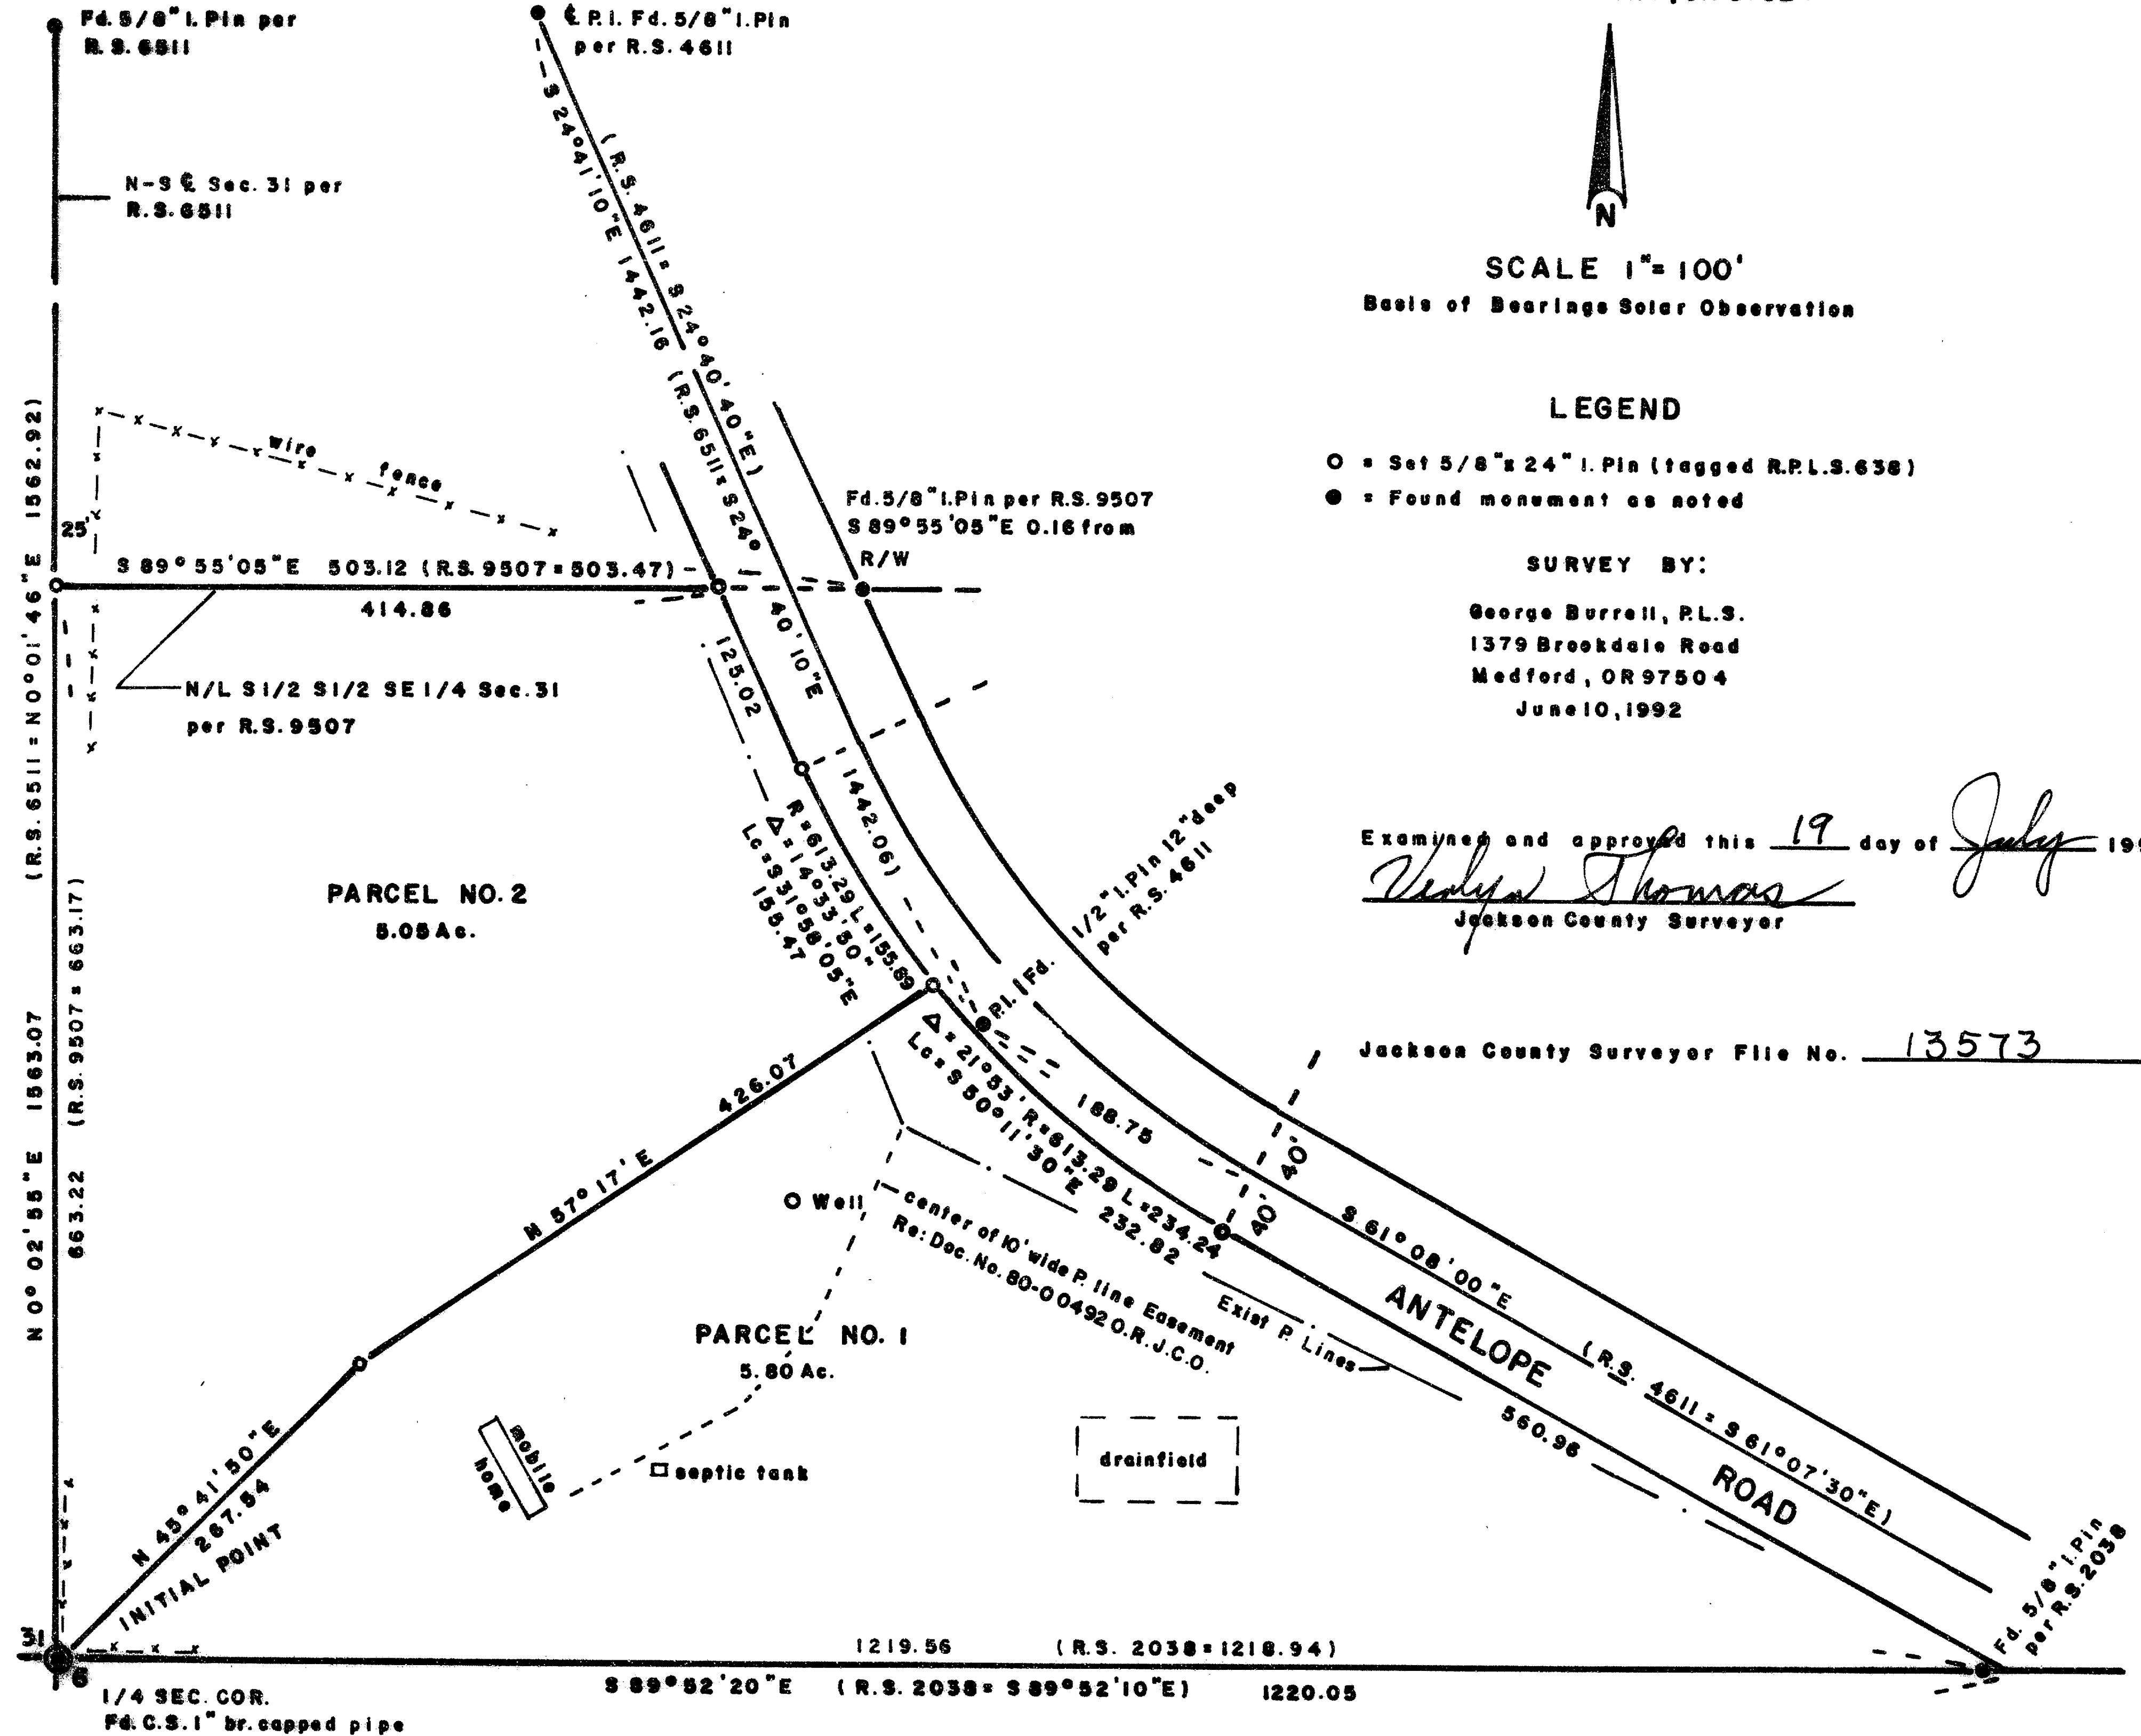 Fd. 5/8" I. Pin per
R.S. 6511
℄ P.I. Fd. 5/8" I. Pin
per R.S. 4611
N-S ℄ Sec. 31 per
R.S. 6511
S 24°41'10"E 1442.16
(R.S. 4611 = S 24°40'40"E)
(R.S. 6511 = S 24° 40'10"E
1442.06)
N
SCALE 1" = 100'
Basis of Bearings Solar Observation
LEGEND
= Set 5/8" x 24" I. Pin (tagged R.P.L.S. 638)
= Found monument as noted
SURVEY BY:
George Burrell, P.L.S.
1379 Brookdale Road
Medford, OR 97504
June 10, 1992
Examined and approved this 19 day of July 199
Jackson County Surveyor
Jackson County Surveyor File No. 13573
wire fence
25'
Fd. 5/8" I. Pin per R.S. 9507
S 89°55'05"E 0.16 from
R/W
S 89°55'05"E 503.12 (R.S. 9507 = 503.47)
414.86
N/L S1/2 S1/2 SE1/4 Sec. 31
per R.S. 9507
125.02
R = 613.29 L = 155.89
Δ = 14°33'50"
Lc = S 31°58'05"E
155.47
P.I. Fd.
1/2" I. Pin 12" deep
per R.S. 4611
(R.S. 6511 = N 0°01'46"E 1562.92)
N 0°02'55"E 1563.07
663.22 (R.S. 9507 = 663.17)
PARCEL NO. 2
5.05 Ac.
N 57°17'E 426.07
Δ = 21°53' R = 613.29 L = 234.24
Lc = S 50°11'30"E 232.82
188.75
40
40
Well
center of 10' wide P. line Easement
Re: Doc. No. 80-00492 O.R.J.C.O.
Exist P. Lines
S 61°08'00"E (R.S. 4611 = S 61°07'30"E)
ANTELOPE ROAD
560.96
PARCEL NO. 1
5.80 Ac.
mobile
home
septic tank
drainfield
N 45°41'50"E
267.54
INITIAL POINT
31
6
1/4 SEC. COR.
Fd. C.S. 1" br. capped pipe
1219.56 (R.S. 2038 = 1218.94)
S 89°52'20"E (R.S. 2038 = S 89°52'10"E) 1220.05
Fd. 5/8" I. Pin
per R.S. 2038